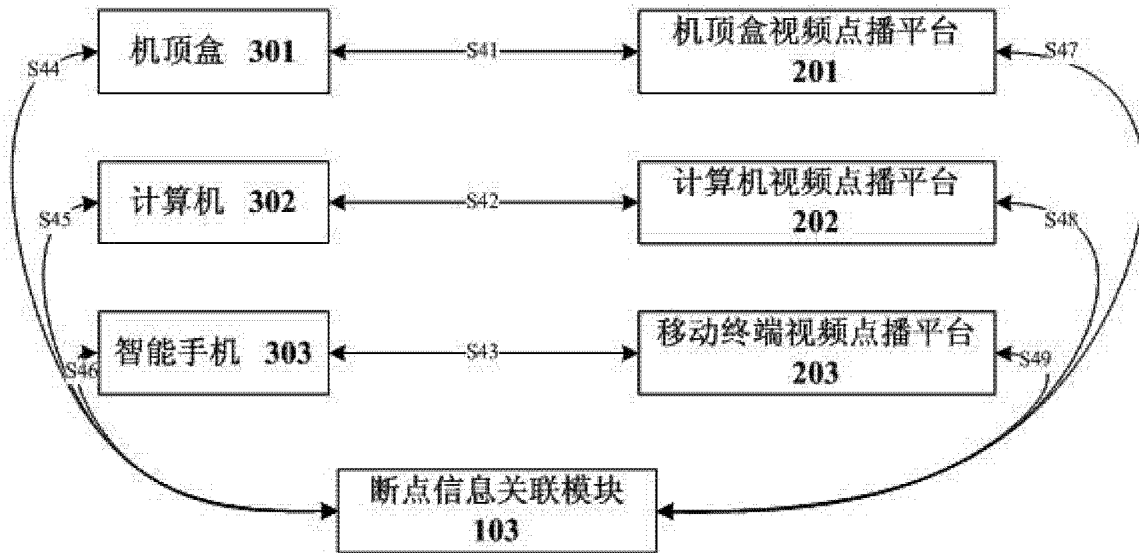 机顶盒 301
S41
机顶盒视频点播平台
201
S44
S47
计算机 302
S42
计算机视频点播平台
202
S45
S48
智能手机 303
S43
移动终端视频点播平台
203
S46
S49
断点信息关联模块
103